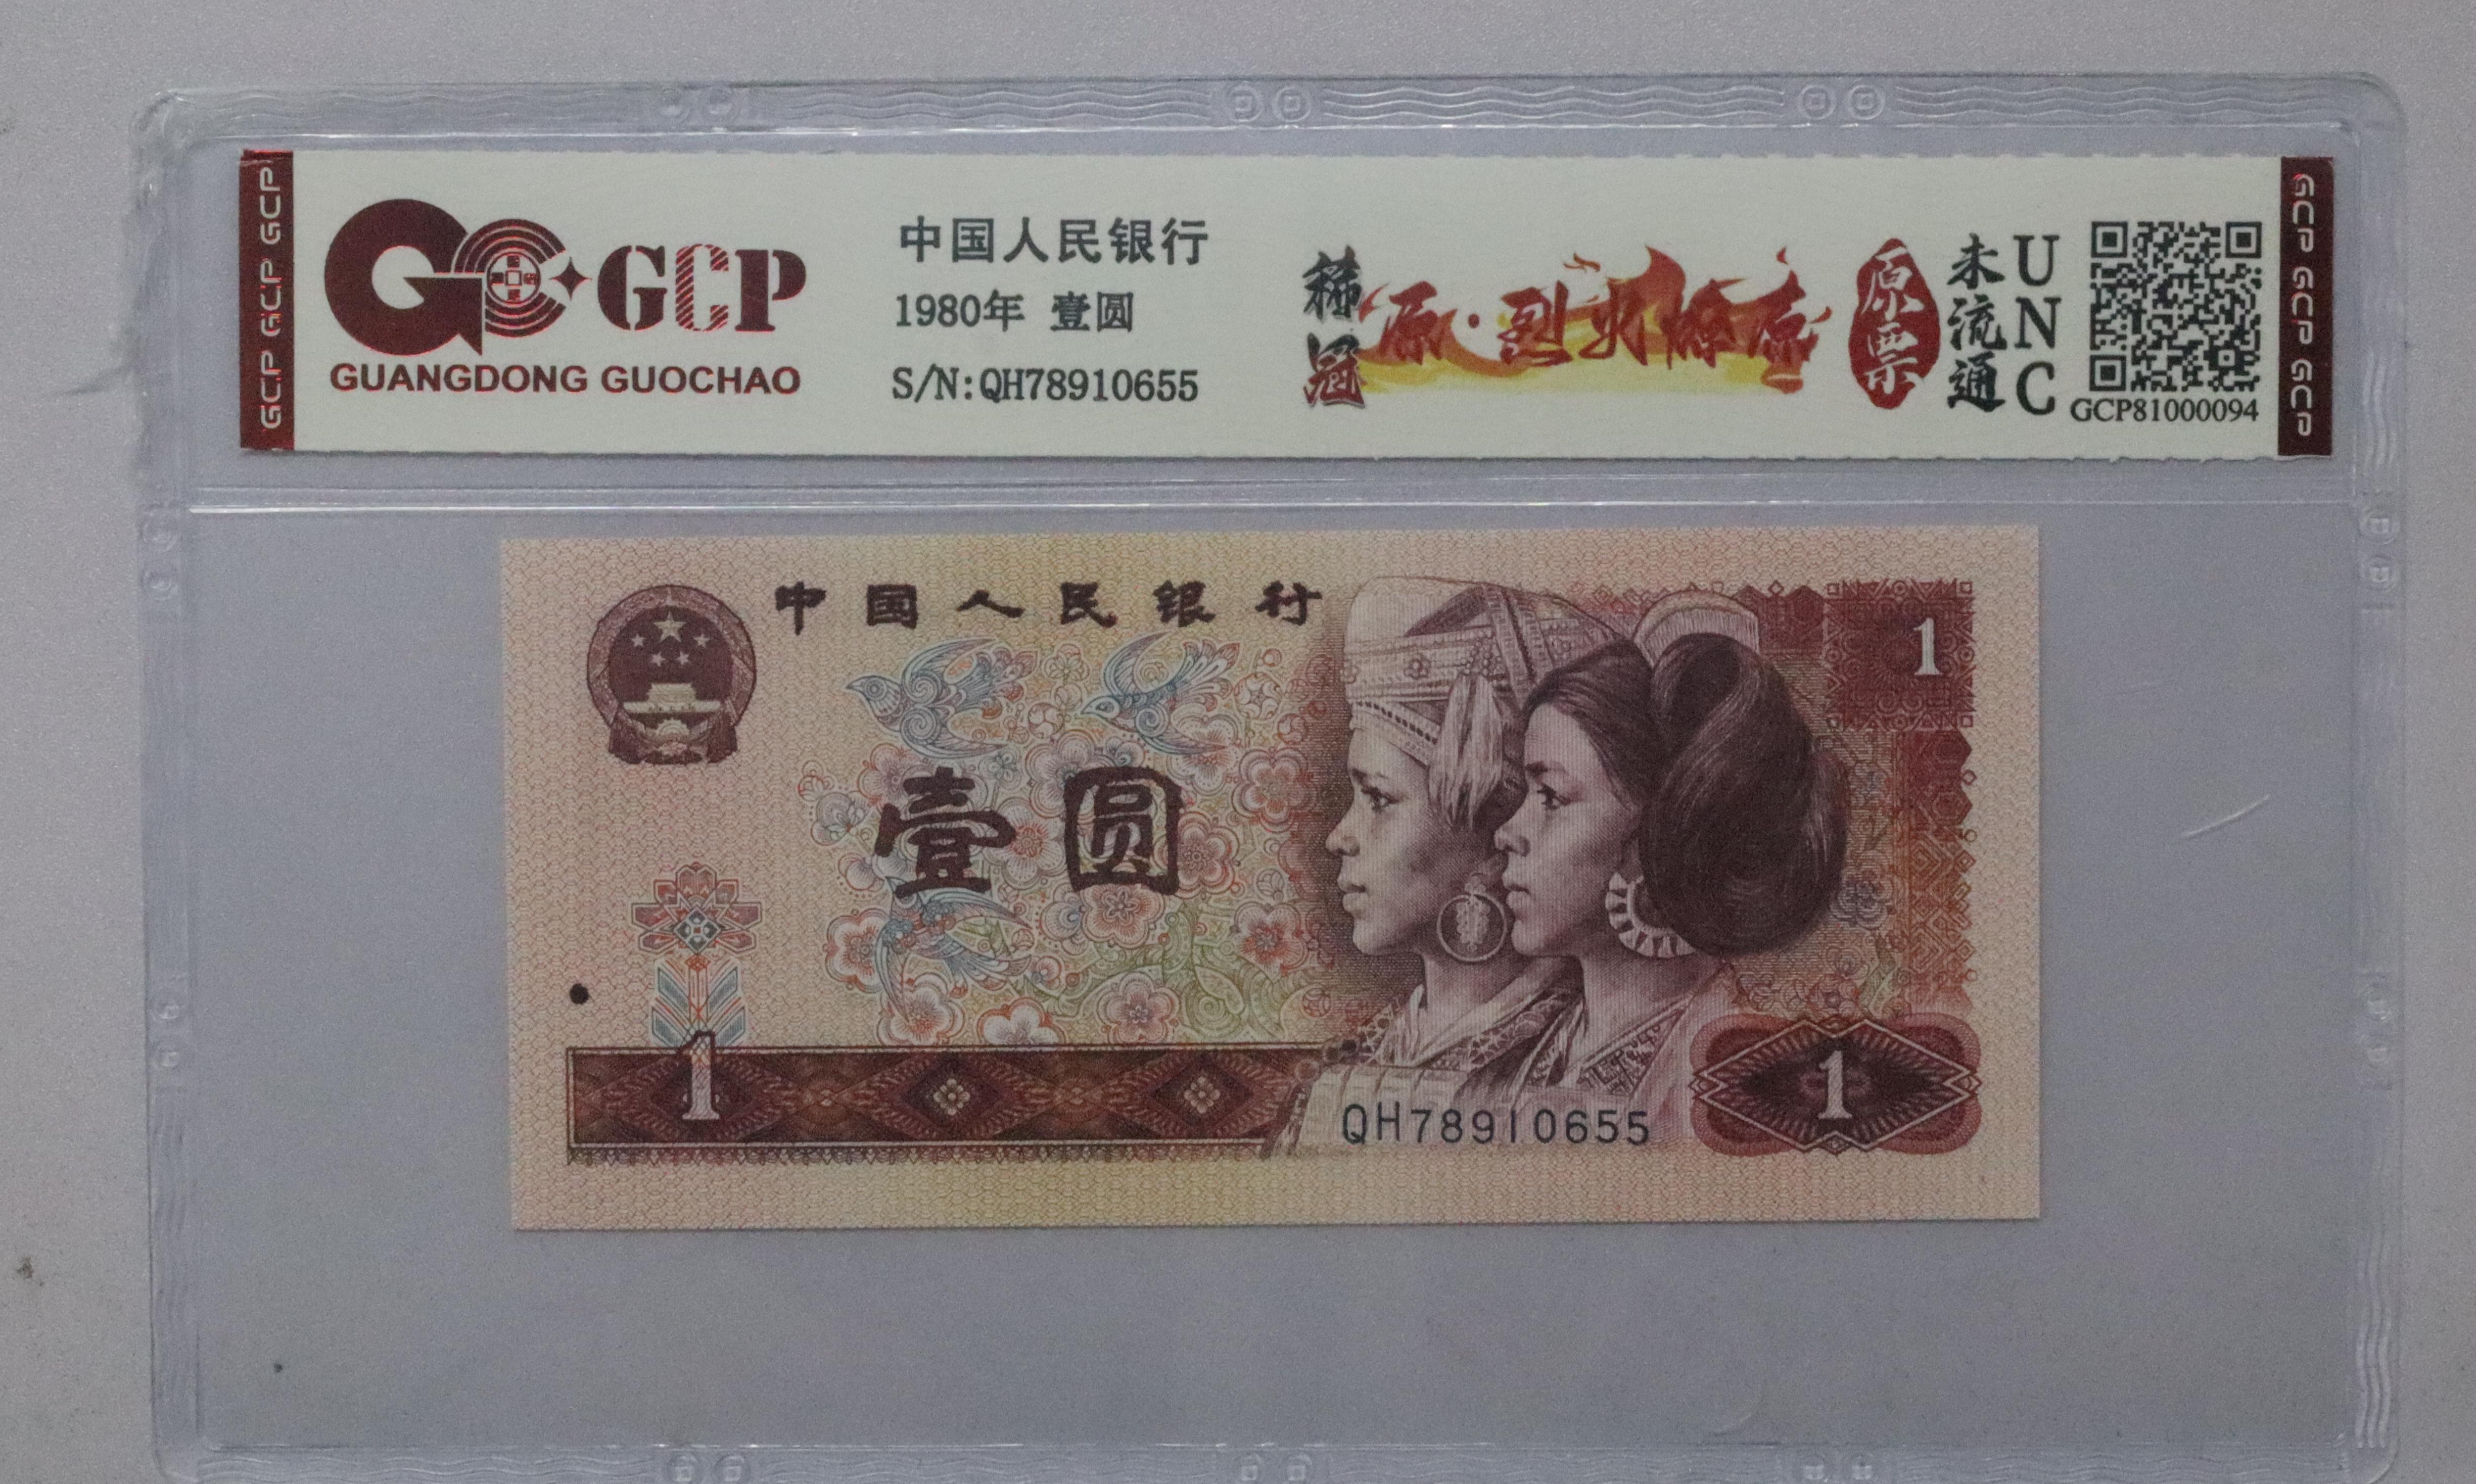 GCP GCP GCP
GCP
GUANGDONG GUOCHAO
中国人民银行
1980年 壹圆
S/N:QH78910655
稀冠
原·烈火燎原
原票
未流通
UNC
GCP81000094
GCP GCP GCP
中国人民银行
1
壹圆
1
QH78910655
1